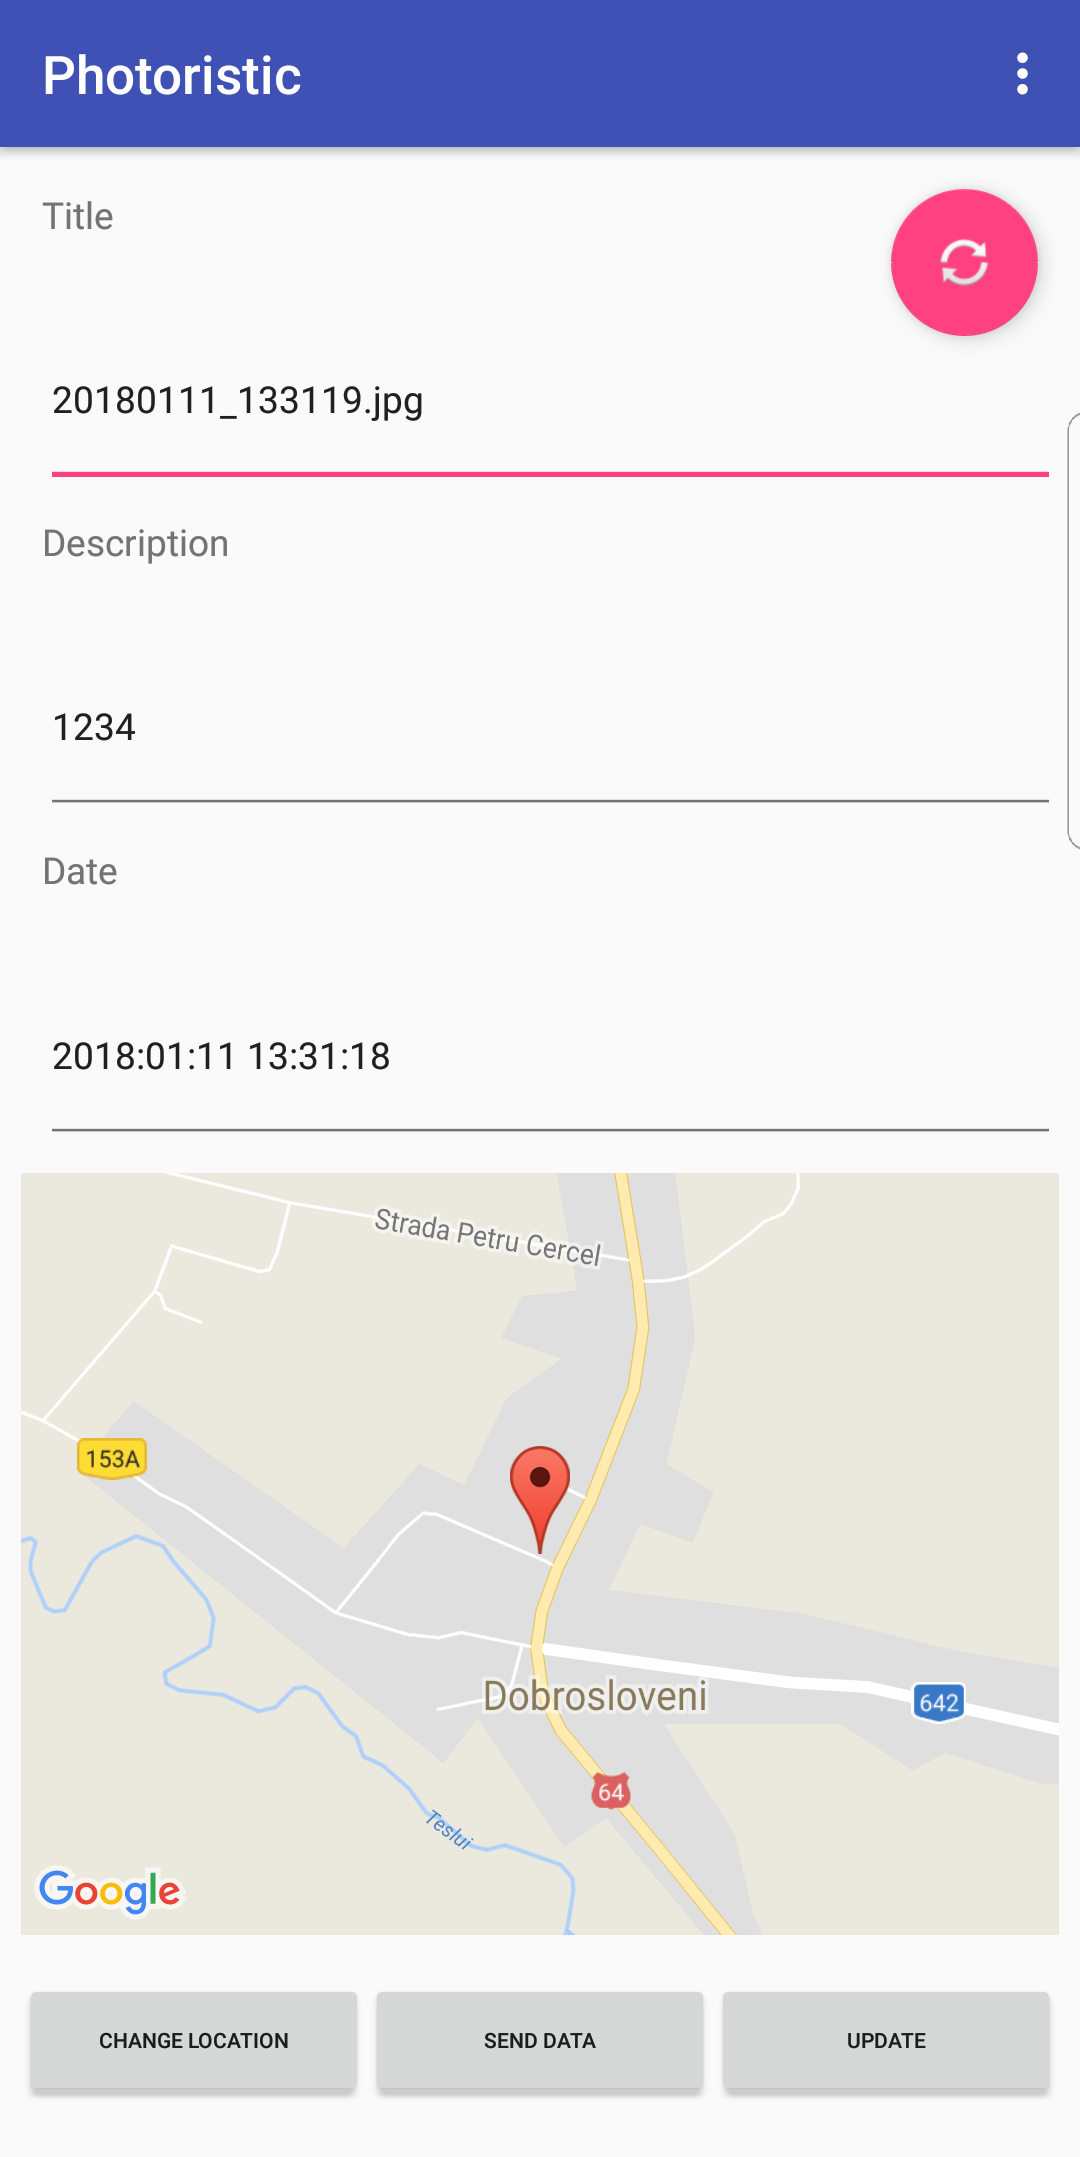 Photoristic
Title
20180111_133119.jpg
Description
1234
Date
2018:01:11 13:31:18
Strada Petru Cercel
153A
Dobrosloveni
642
64
Teslui
Google
CHANGE LOCATION
SEND DATA
UPDATE